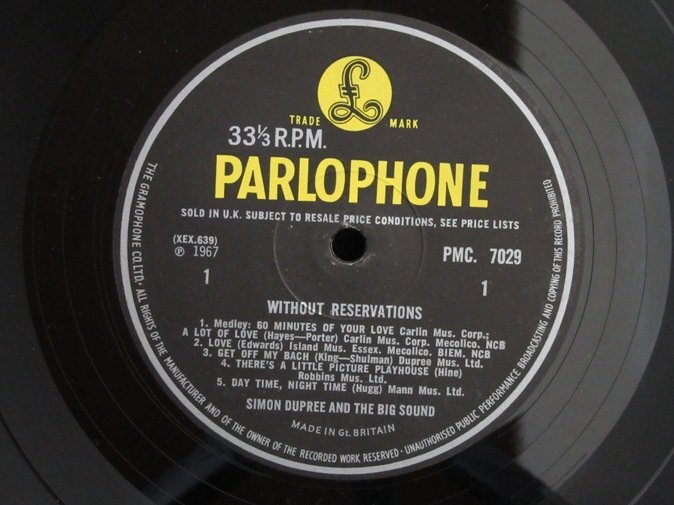 £
TRADE MARK
33⅓ R.P.M.
PARLOPHONE
SOLD IN U.K. SUBJECT TO RESALE PRICE CONDITIONS, SEE PRICE LISTS
(XEX.639)
℗ 1967
PMC. 7029
1
1
WITHOUT RESERVATIONS
1. Medley: 60 MINUTES OF YOUR LOVE Carlin Mus. Corp.;
A LOT OF LOVE (Hayes—Porter) Carlin Mus. Corp. Mecolico. NCB
2. LOVE (Edwards) Island Mus. Essex. Mecolico. BIEM. NCB
3. GET OFF MY BACH (King—Shulman) Dupree Mus. Ltd.
4. THERE'S A LITTLE PICTURE PLAYHOUSE (Hine)
Robbins Mus. Ltd.
5. DAY TIME, NIGHT TIME (Hugg) Mann Mus. Ltd.
SIMON DUPREE AND THE BIG SOUND
MADE IN Gt. BRITAIN
THE GRAMOPHONE CO. LTD. · ALL RIGHTS OF THE MANUFACTURER AND OF THE OWNER OF THE RECORDED WORK RESERVED · UNAUTHORISED PUBLIC PERFORMANCE BROADCASTING AND COPYING OF THIS RECORD PROHIBITED